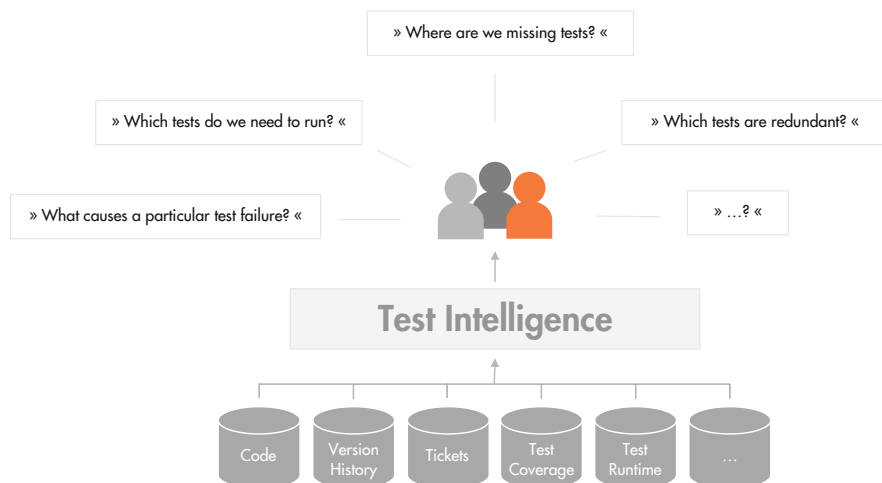 » Where are we missing tests? «
» Which tests do we need to run? «
» Which tests are redundant? «
» What causes a particular test failure? «
» ...? «
Test Intelligence
Code
Version
History
Tickets
Test
Coverage
Test
Runtime
...